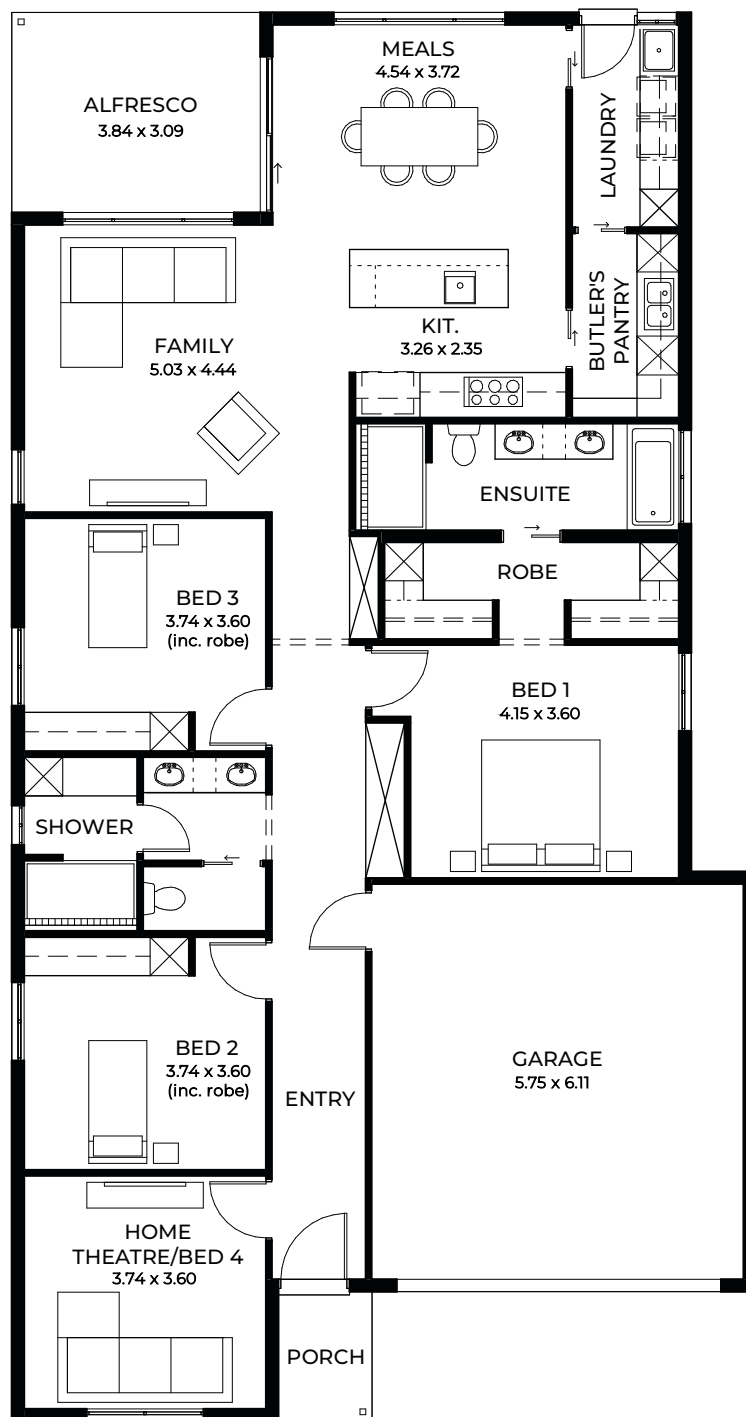 MEALS
4.54 x 3.72
ALFRESCO
3.84 x 3.09
LAUNDRY
BUTLER'S
PANTRY
KIT.
3.26 x 2.35
FAMILY
5.03 x 4.44
ENSUITE
ROBE
BED 3
3.74 x 3.60
(inc. robe)
BED 1
4.15 x 3.60
SHOWER
BED 2
3.74 x 3.60
(inc. robe)
GARAGE
5.75 x 6.11
ENTRY
HOME
THEATRE/BED 4
3.74 x 3.60
PORCH